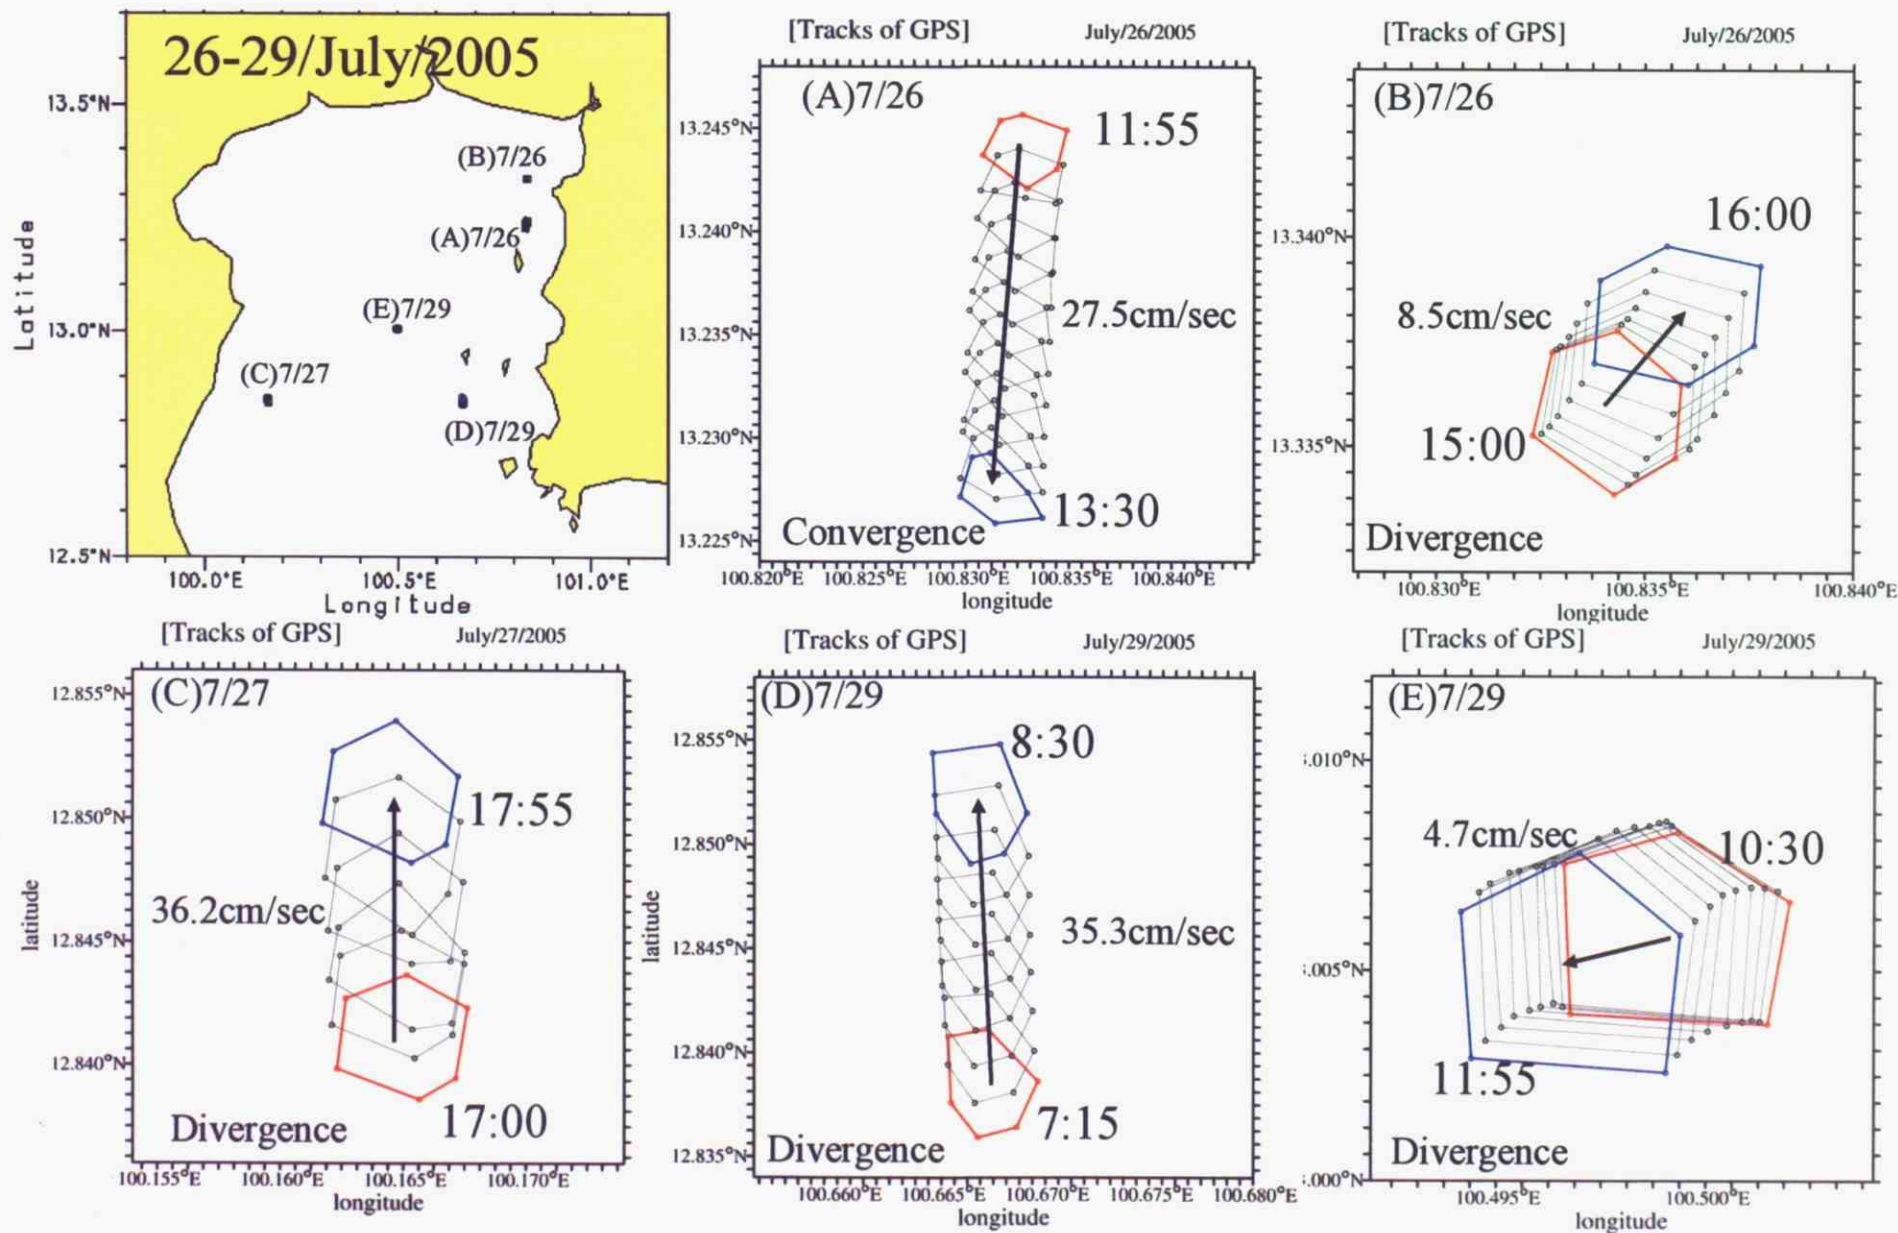 26-29/July/2005
13.5°N
13.0°N
12.5°N
Latitude
100.0°E 100.5°E 101.0°E
Longitude
(B)7/26
(A)7/26
(E)7/29
(C)7/27
(D)7/29
[Tracks of GPS] July/26/2005
(A)7/26
11:55
27.5cm/sec
13:30
Convergence
13.245°N
13.240°N
13.235°N
13.230°N
13.225°N
100.820°E 100.825°E 100.830°E 100.835°E 100.840°E
longitude
[Tracks of GPS] July/26/2005
(B)7/26
16:00
8.5cm/sec
15:00
Divergence
13.340°N
13.335°N
100.830°E 100.835°E 100.840°E
longitude
[Tracks of GPS] July/27/2005
(C)7/27
17:55
36.2cm/sec
17:00
Divergence
12.855°N
12.850°N
12.845°N
12.840°N
latitude
100.155°E 100.160°E 100.165°E 100.170°E
longitude
[Tracks of GPS] July/29/2005
(D)7/29
8:30
35.3cm/sec
7:15
Divergence
12.855°N
12.850°N
12.845°N
12.840°N
12.835°N
latitude
100.660°E 100.665°E 100.670°E 100.675°E 100.680°E
longitude
[Tracks of GPS] July/29/2005
(E)7/29
4.7cm/sec
10:30
11:55
Divergence
.010°N
.005°N
.000°N
100.495°E 100.500°E
longitude